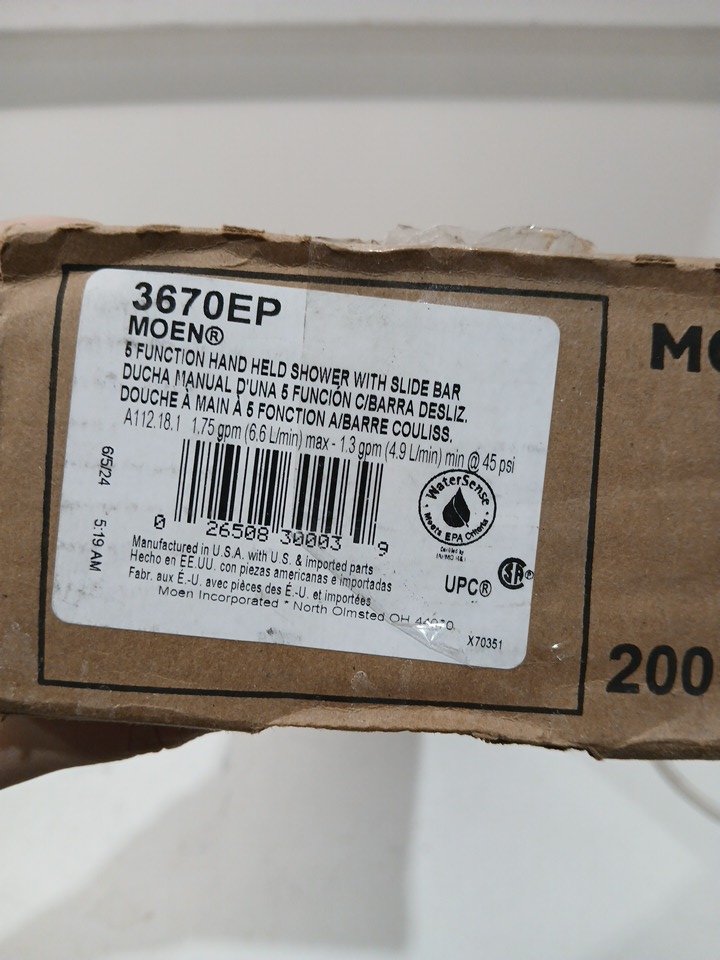 3670EP
MOEN®
5 FUNCTION HAND HELD SHOWER WITH SLIDE BAR
DUCHA MANUAL D'UNA 5 FUNCIÓN C/BARRA DESLIZ.
DOUCHE À MAIN À 5 FONCTION A/BARRE COULISS.
A112.18.1 1.75 gpm (6.6 L/min) max - 1.3 gpm (4.9 L/min) min @ 45 psi
6/5/24 5:19 AM
0 26508 30003 9
WaterSense
Meets EPA Criteria
Certified by
UPC®
SA®
Manufactured in U.S.A. with U.S. & imported parts
Hecho en EE.UU. con piezas americanas e importadas
Fabr. aux É.-U. avec pièces des É.-U. et importées
Moen Incorporated * North Olmsted OH
X70351
MO
200